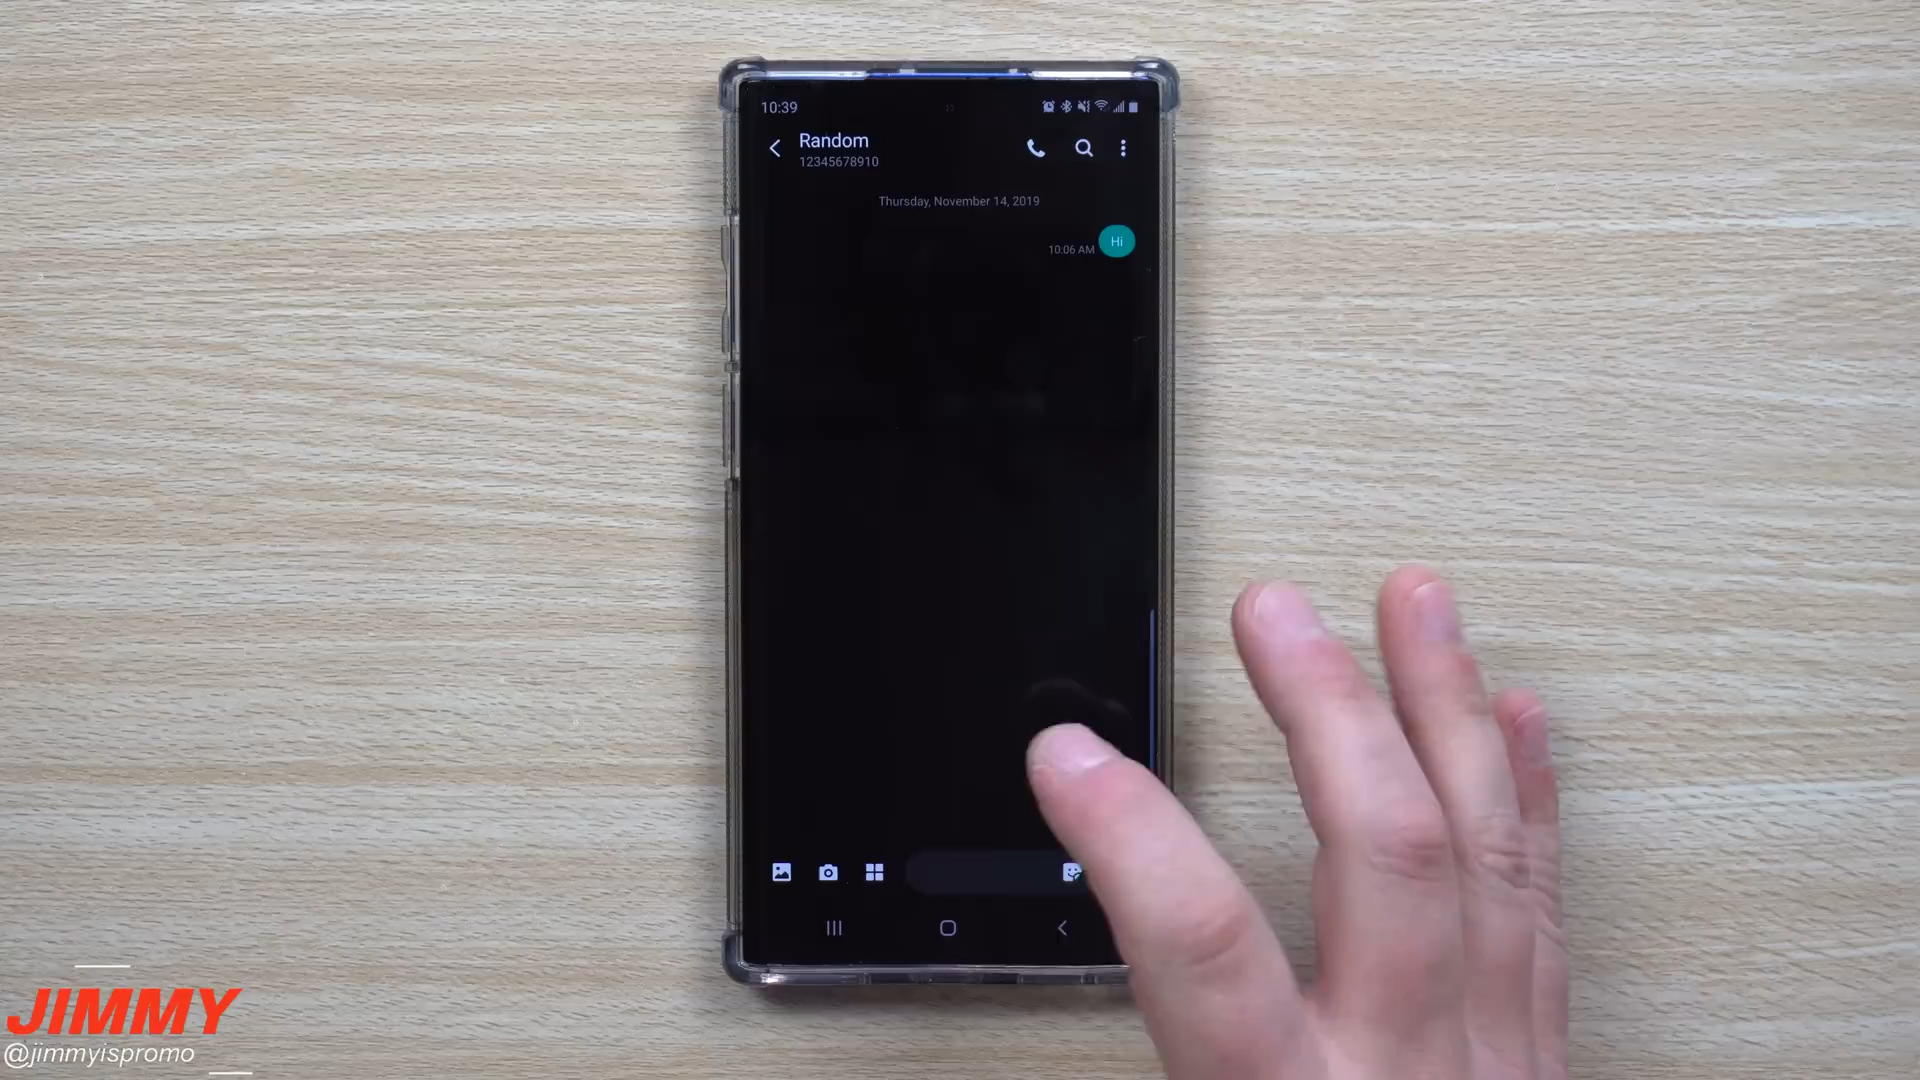 10:39
Random
12345678910
Thursday, November 14, 2019
10:06 AM
Hi
JIMMY
@jimmyispromo